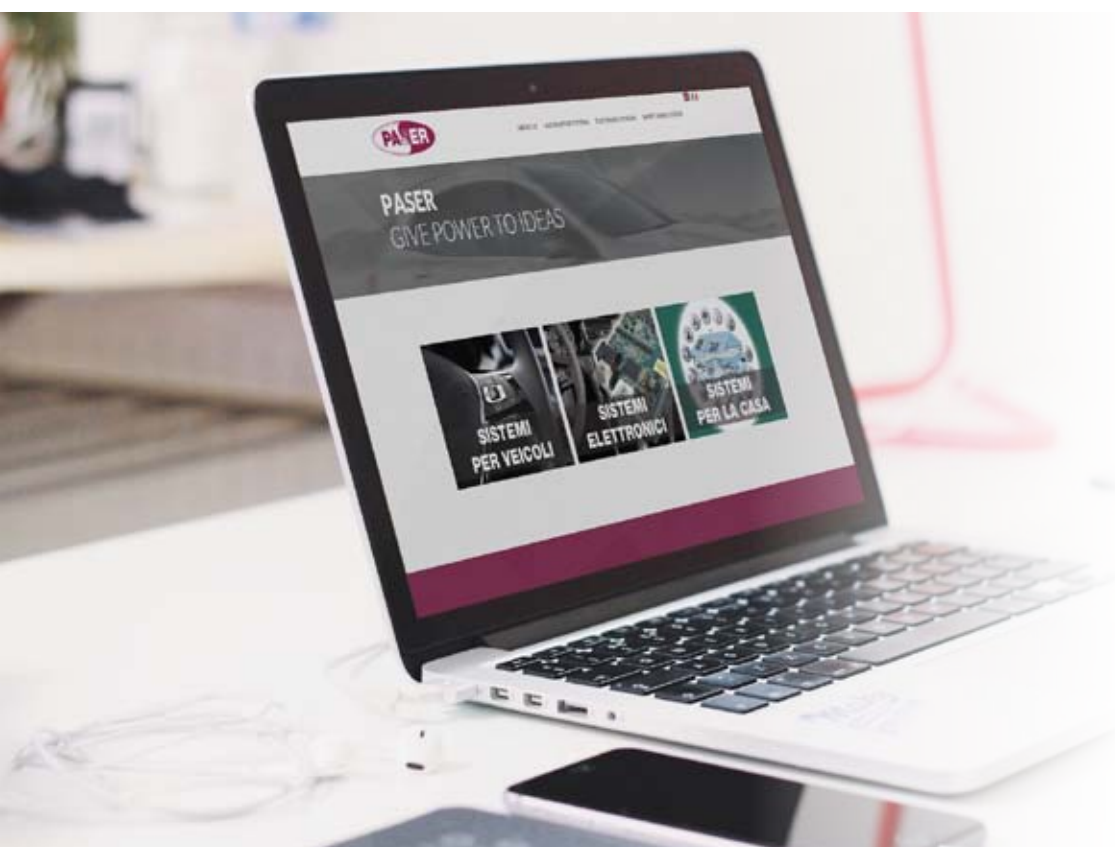 PASER
PASER
GIVE POWER TO IDEAS
SISTEMI
PER VEICOLI
SISTEMI
ELETTRONICI
SISTEMI
PER LA CASA